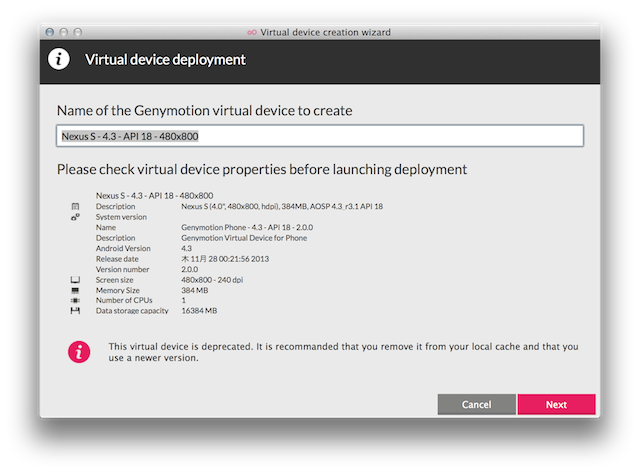 Virtual device creation wizard
Virtual device deployment
Name of the Genymotion virtual device to create
Nexus S - 4.3 - API 18 - 480x800
Please check virtual device properties before launching deployment
Nexus S - 4.3 - API 18 - 480x800
Description Nexus S (4.0", 480x800, hdpi), 384MB, AOSP 4.3_r3.1 API 18
System version
Name Genymotion Phone - 4.3 - API 18 - 2.0.0
Description Genymotion Virtual Device for Phone
Android Version 4.3
Release date 木 11月 28 00:21:56 2013
Version number 2.0.0
Screen size 480x800 - 240 dpi
Memory Size 384 MB
Number of CPUs 1
Data storage capacity 16384 MB
This virtual device is deprecated. It is recommanded that you remove it from your local cache and that you
use a newer version.
Cancel Next